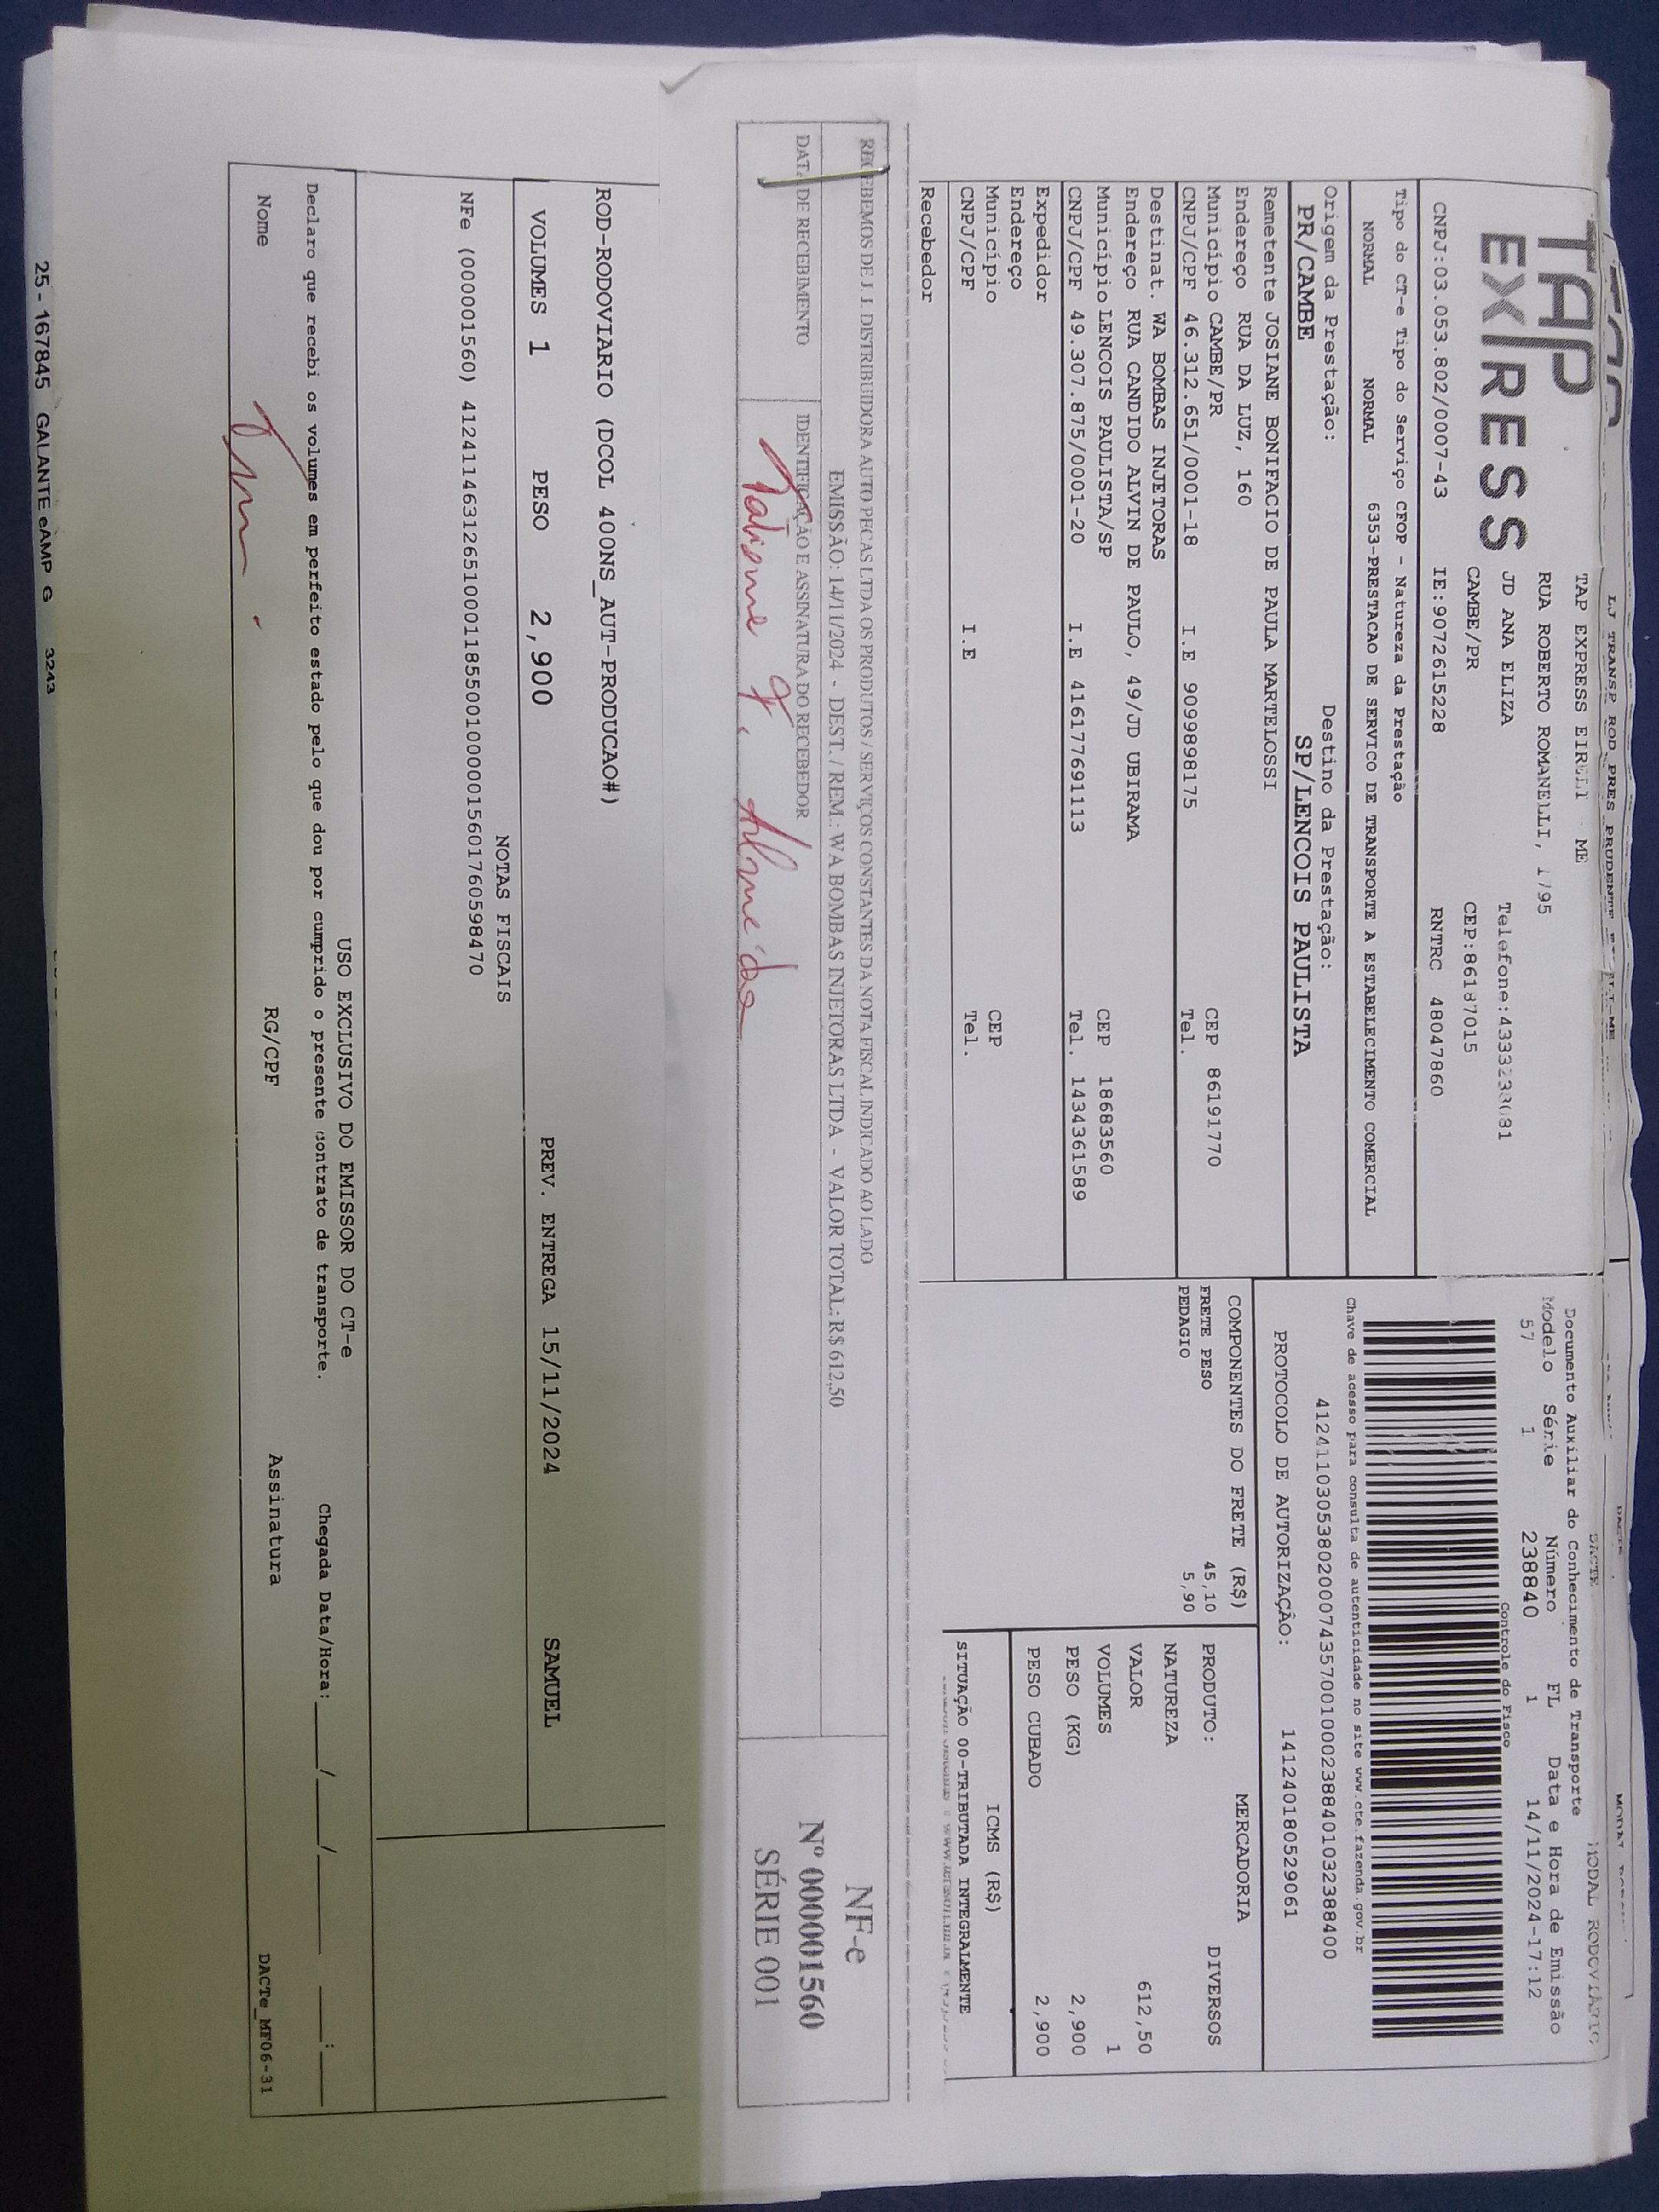 TAP
EXPRESS
TAP EXPRESS EIRELI ME
RUA ROBERTO ROMANELLI,
JD ANA ELIZA
Telefone:
CAMBE/PR
CEP:86187015
CNPJ:03.053.802/0007-43 IE:9072615228 RNTRC 48047860
Tipo do CT-e Tipo do Serviço CFOP - Natureza da Prestação
NORMAL NORMAL 6353-PRESTACAO DE SERVICO DE TRANSPORTE A ESTABELECIMENTO COMERCIAL
Origem da Prestação: Destino da Prestação:
PR/CAMBE SP/LENCOIS PAULISTA
Remetente JOSIANE BONIFACIO DE PAULA MARTELOSSI
Endereço RUA DA LUZ, 160
Município CAMBE/PR CEP 86191770
CNPJ/CPF 46.312.651/0001-18 I.E 9099898175 Tel.
Destinat. WA BOMBAS INJETORAS
Endereço RUA CANDIDO ALVIN DE PAULO, 49/JD UBIRAMA
Município LENCOIS PAULISTA/SP CEP 18683560
CNPJ/CPF 49.307.875/0001-20 I.E 416177691113 Tel. 1434361589
Expedidor
Endereço
Município CEP
CNPJ/CPF I.E Tel.
Recebedor
DACTE MODAL RODOVIARIO
Documento Auxiliar do Conhecimento de Transporte
Modelo Série Número FL Data e Hora de Emissão
57 1 238840 1 14/11/2024-17:12
Controle do Fisco
Chave de acesso para consulta de autenticidade no site www.cte.fazenda.gov.br
41241103053802000743570010002388401032388400
PROTOCOLO DE AUTORIZAÇÃO: 141240180529061
COMPONENTES DO FRETE (R$)
FRETE PESO 45,10
PEDAGIO 5,90
MERCADORIA
PRODUTO: DIVERSOS
NATUREZA
VALOR 612,50
VOLUMES 1
PESO (KG) 2,900
PESO CUBADO 2,900
ICMS (R$)
SITUAÇÃO 00-TRIBUTADA INTEGRALMENTE
RECEBEMOS DE J. J. DISTRIBUIDORA AUTO PECAS LTDA OS PRODUTOS / SERVIÇOS CONSTANTES DA NOTA FISCAL INDICADO AO LADO
EMISSÃO: 14/11/2024 - DEST. / REM.: WA BOMBAS INJETORAS LTDA - VALOR TOTAL: R$ 612,50
DATA DE RECEBIMENTO IDENTIFICAÇÃO E ASSINATURA DO RECEBEDOR
NF-e
Nº 000001560
SÉRIE 001
ROD-RODOVIARIO (DCOL 400NS_AUT-PRODUCAO#)
VOLUMES 1 PESO 2,900 PREV. ENTREGA 15/11/2024 SAMUEL
NOTAS FISCAIS
NFe (000001560) 41241146312651000118550010000015601760598470
USO EXCLUSIVO DO EMISSOR DO CT-e
Declaro que recebi os volumes em perfeito estado pelo que dou por cumprido o presente contrato de transporte. Chegada Data/Hora:___/___/___ ___:___
Nome RG/CPF Assinatura DACTe_MF06-31
25 - 167845 GALANTE eAMP G 3243